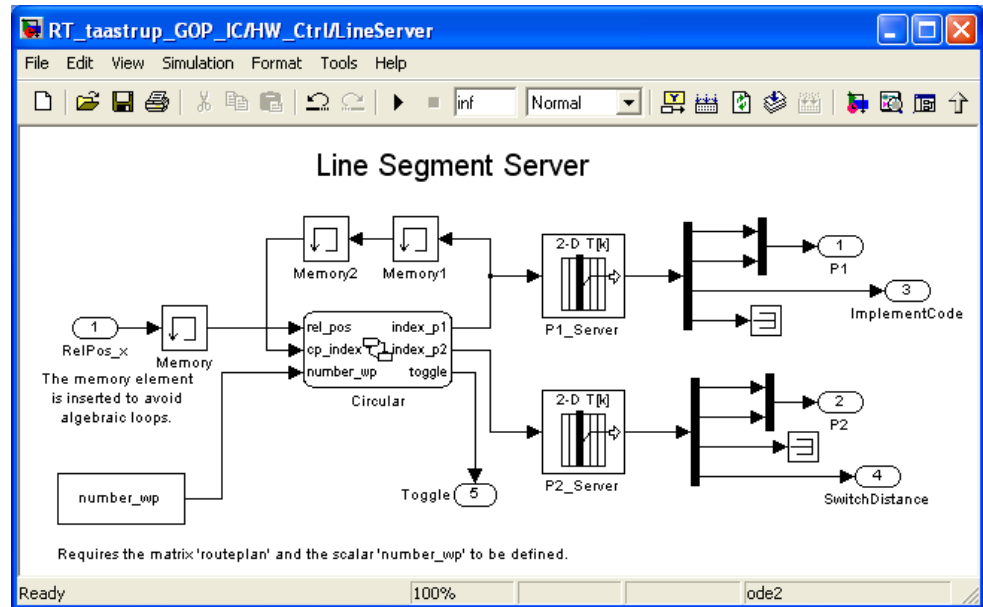 RT_taastrup_GOP_IC/HW_Ctrl/LineServer
File Edit View Simulation Format Tools Help
inf Normal
Line Segment Server
Memory2 Memory1
2-D T[k]
P1_Server
1
P1
3
ImplementCode
1
RelPos_x
Memory
The memory element
is inserted to avoid
algebraic loops.
rel_pos index_p1
cp_index index_p2
number_wp toggle
Circular
2-D T[k]
P2_Server
2
P2
4
SwitchDistance
number_wp
Toggle 5
Requires the matrix 'routeplan' and the scalar 'number_wp' to be defined.
Ready 100% ode2